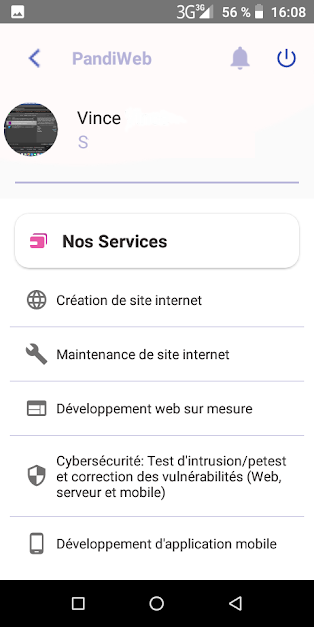 3G 3G 56 % 16:08
PandiWeb
Vince
S
Nos Services
Création de site internet
Maintenance de site internet
Développement web sur mesure
Cybersécurité: Test d'intrusion/petest
et correction des vulnérabilités (Web,
serveur et mobile)
Développement d'application mobile